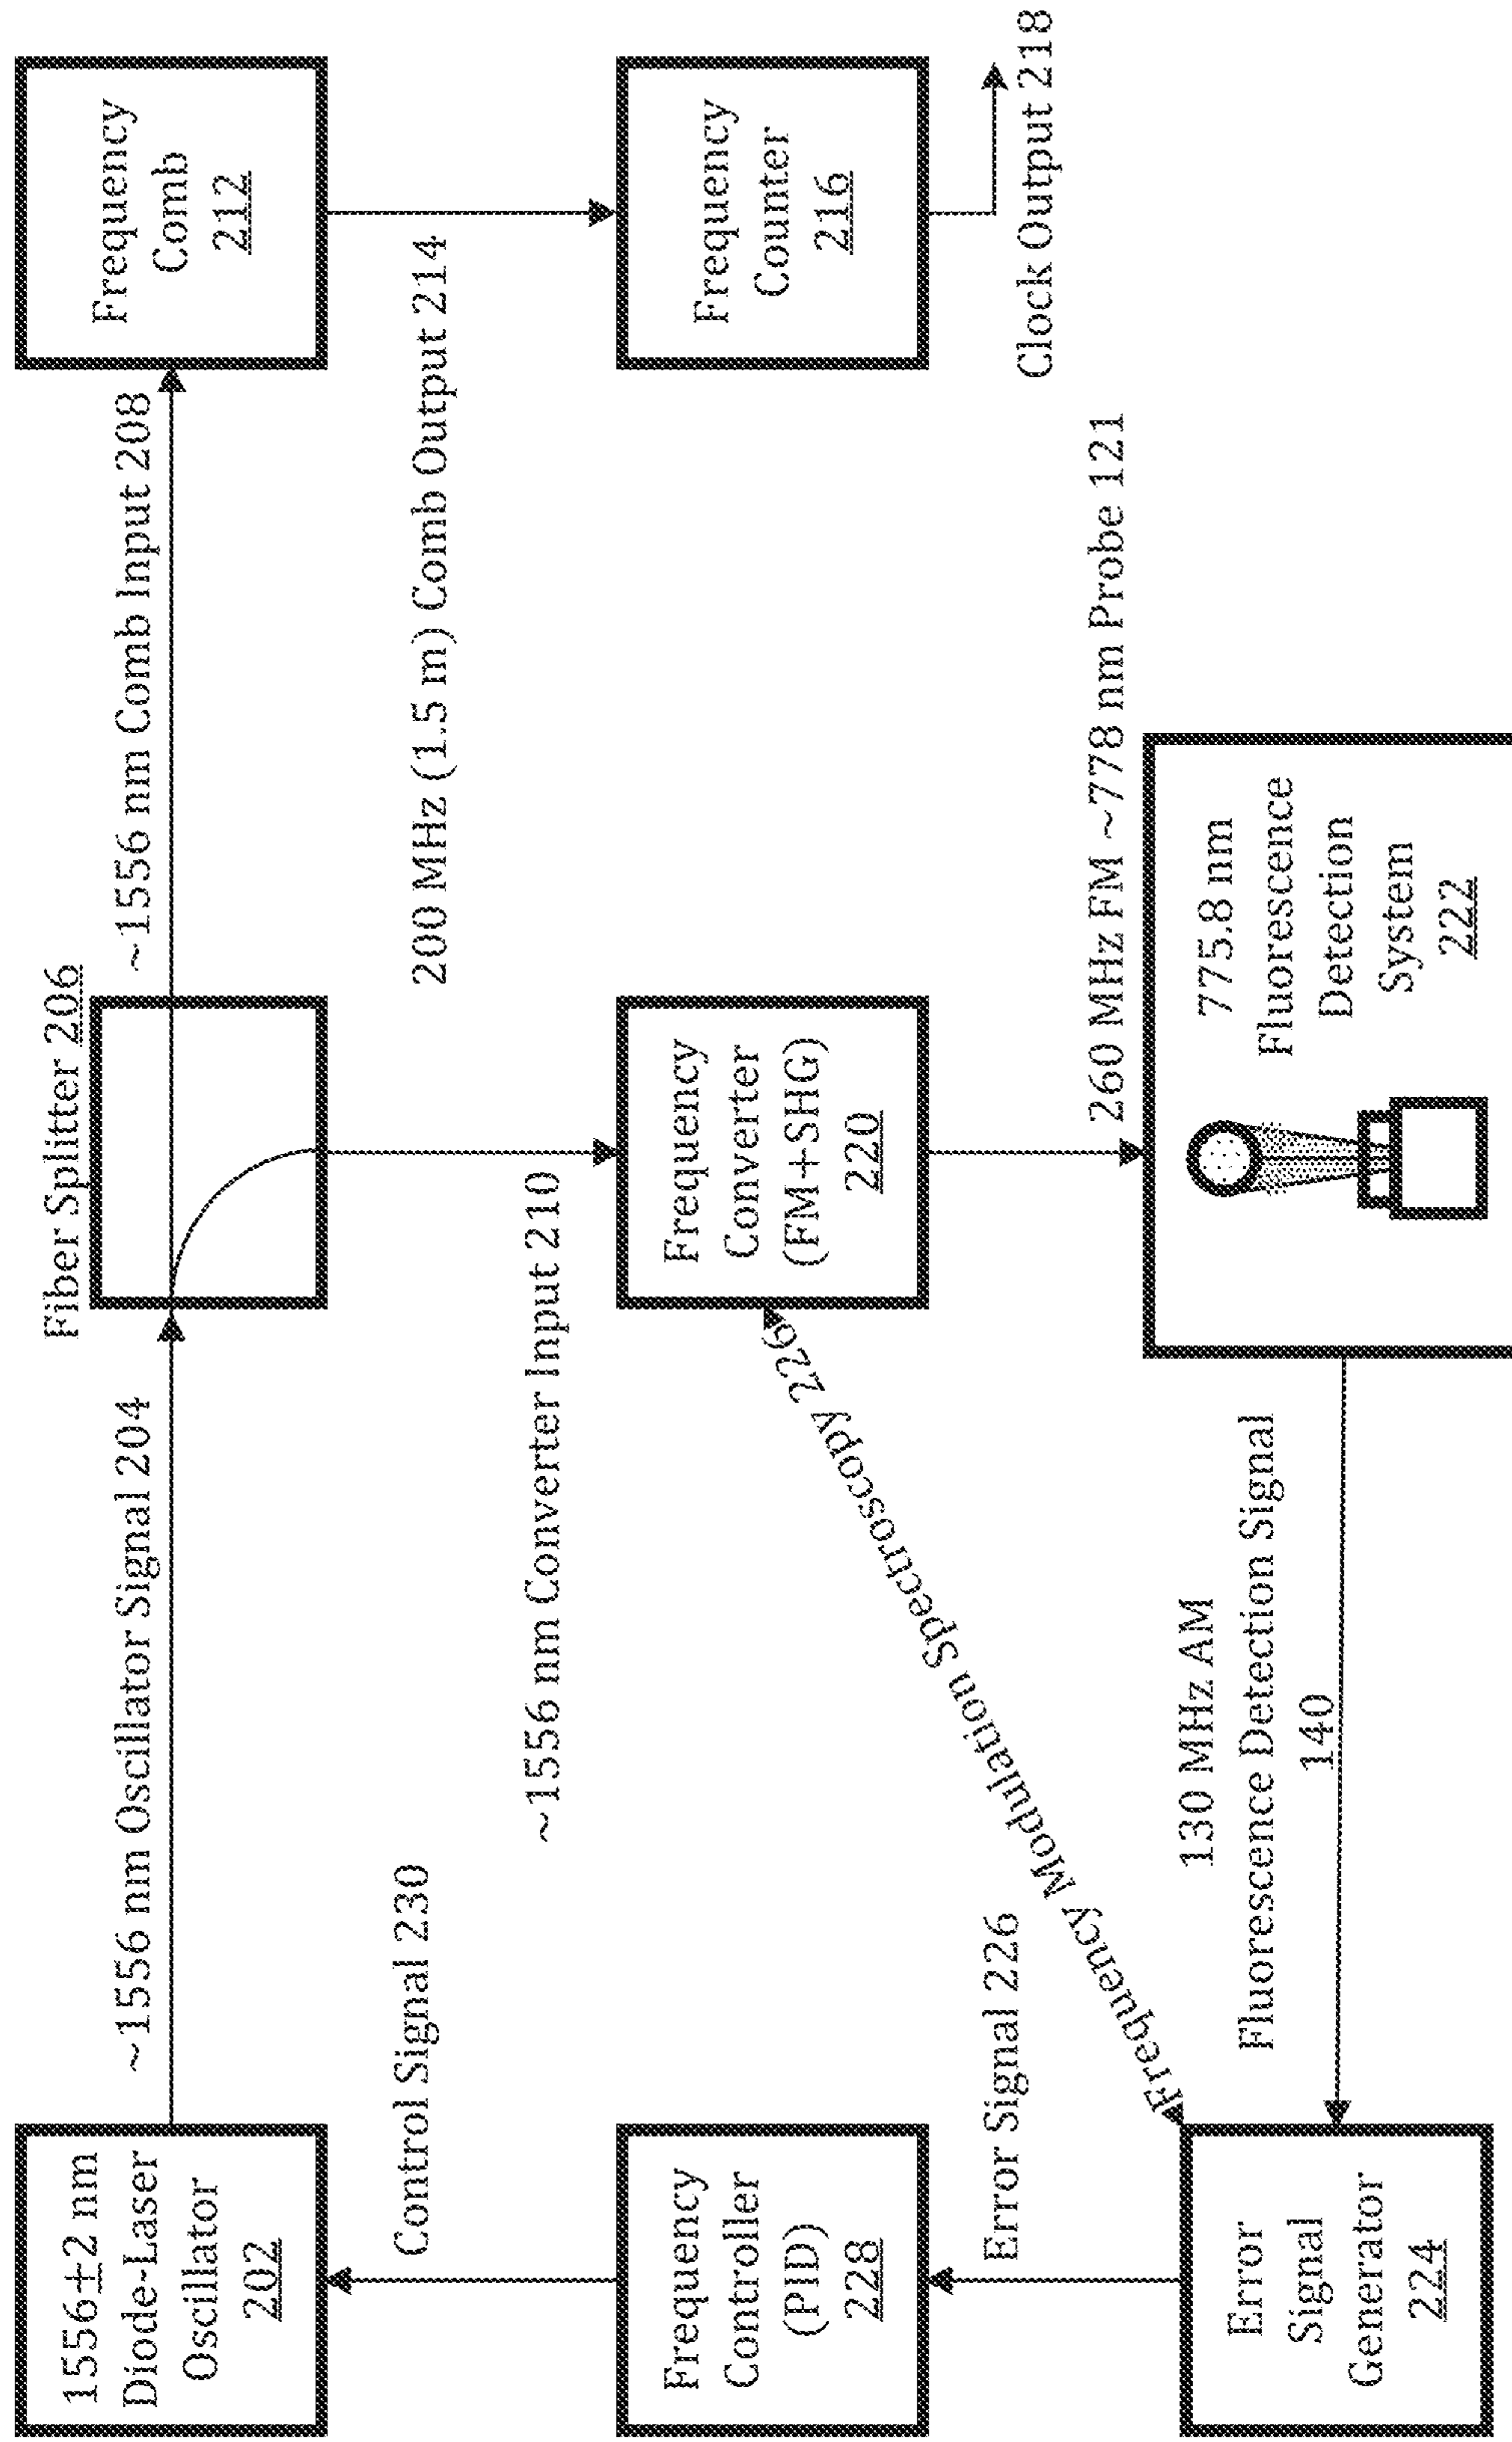 1556±2 nm
Diode-Laser
Oscillator
202
~1556 nm Oscillator Signal 204
Fiber Splitter 206
~1556 nm Comb Input 208
Frequency
Comb
212
Control Signal 230
~1556 nm Converter Input 210
200 MHz (1.5 m) Comb Output 214
Frequency
Controller
(PID)
228
Frequency
Converter
(FM+SHG)
220
Frequency
Counter
216
Error Signal 226
Frequency Modulation Spectroscopy 226
260 MHz FM ~778 nm Probe 121
Clock Output 218
Error
Signal
Generator
224
130 MHz AM
Fluorescence Detection Signal
140
775.8 nm
Fluorescence
Detection
System
222